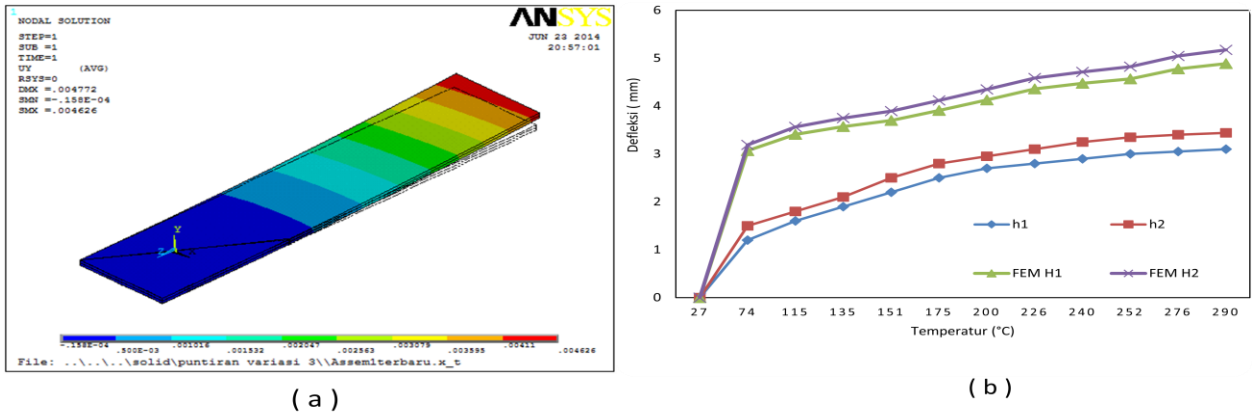 1
NODAL SOLUTION
ANSYS
STEP=1
SUB =1
TIME=1
UY (AVG)
RSYS=0
DMX =.004772
SMN =-.158E-04
SMX =.004626
JUN 23 2014
20:57:01
Y
Z
-.158E-04
.500E-03
.001016
.001532
.002047
.002563
.003079
.003595
.00411
.004626
File: ..\..\..\solid\puntiran variasi 3\\Assem1terbaru.x_t
( a )
Defleksi ( mm)
6
5
4
3
2
1
0
h1
h2
FEM H1
FEM H2
27 74 115 135 151 175 200 226 240 252 276 290
Temperatur (°C)
( b )